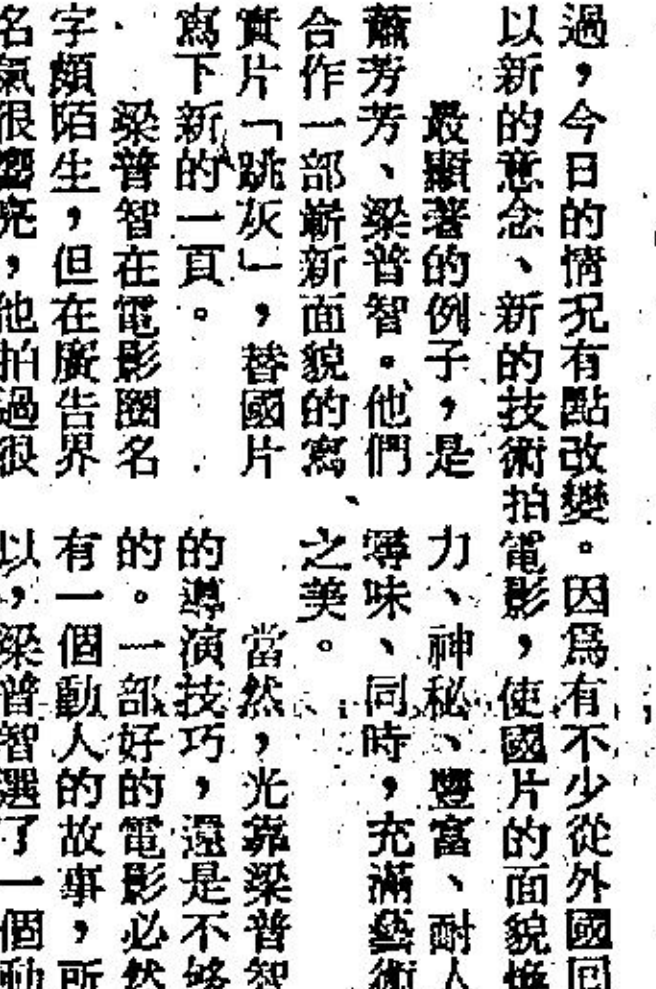 過，今日的情況有點改變。因爲有不少從外國囘
以新的意念、新的技術拍電影，使國片的面貌煥
最顯著的例子，是
蕭芳芳、梁普智。他們
合作一部嶄新面貌的寫
實片「跳灰」，替國片
寫下新的一頁。
梁普智在電影圈名
字頗陌生，但在廣告界
名氣很響亮，他拍過很
力、神秘、豐富、耐人
尋味、同時，充滿藝術
之美。
當然，光靠梁普智
的導演技巧，還是不够
的。一部好的電影必然
有一個動人的故事，所
以，梁普智選了一個動